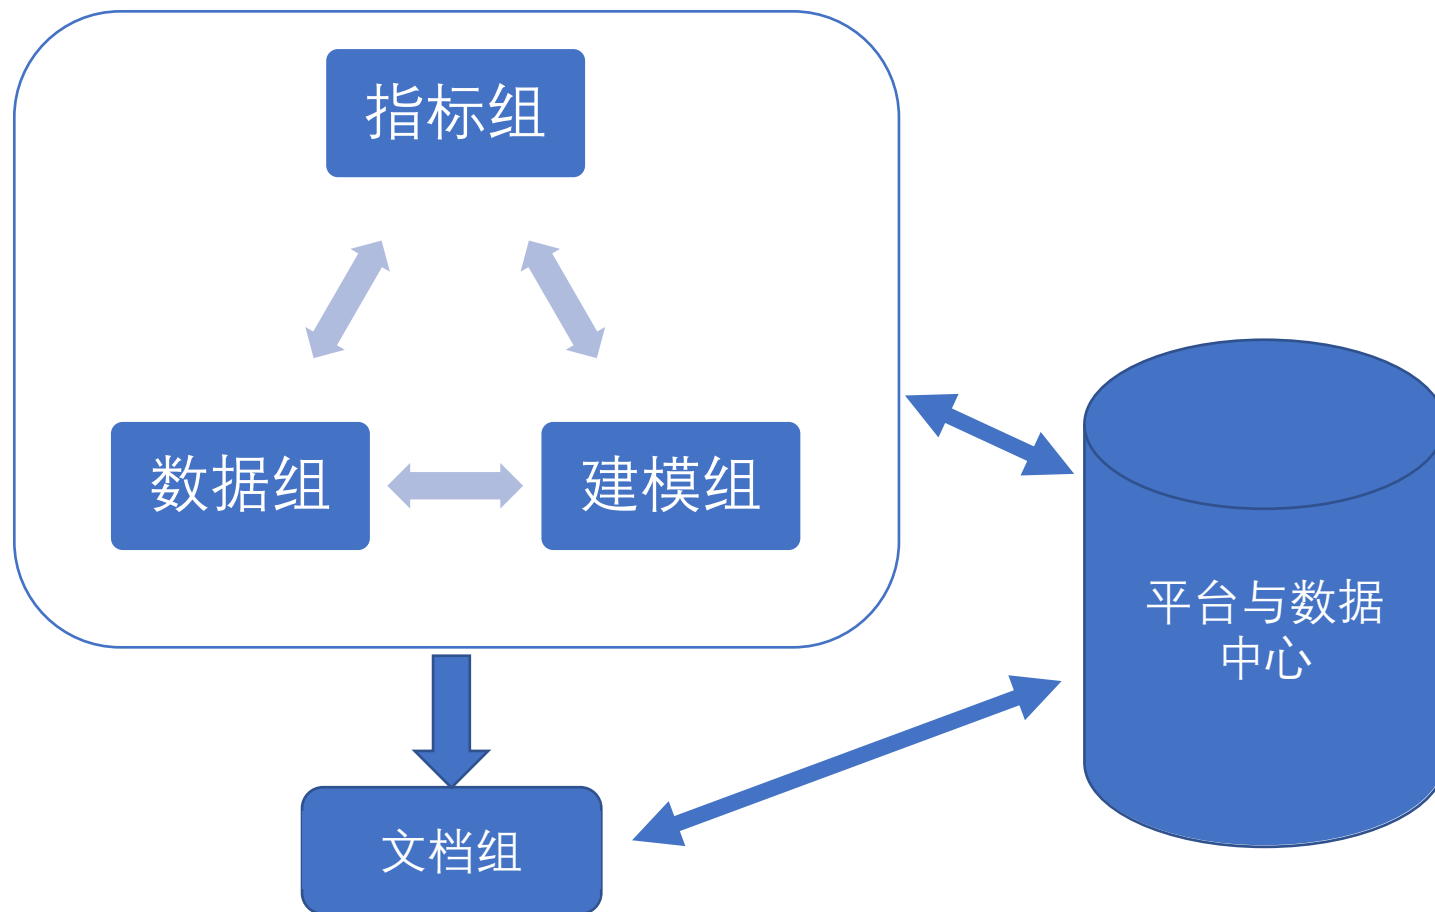 指标组
数据组
建模组
平台与数据
中心
文档组